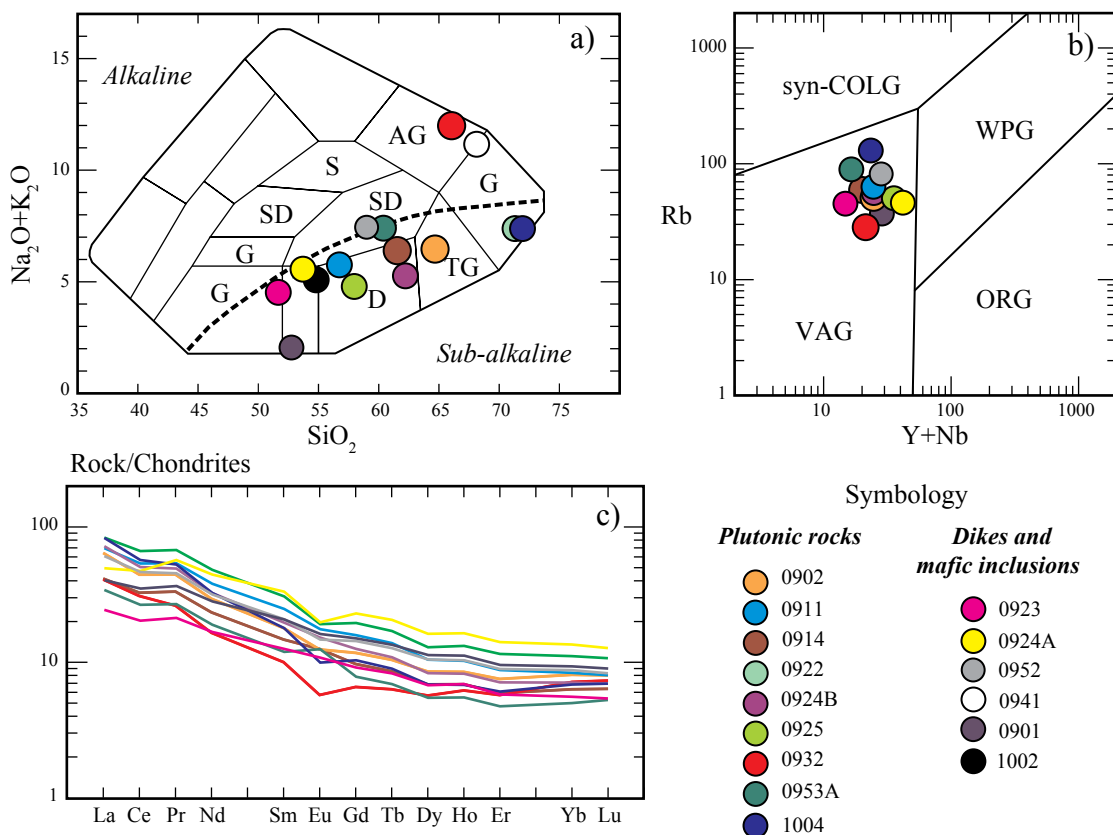 a)
Alkaline
Sub-alkaline
AG
G
S
SD
SD
G
G
D
TG
15
10
5
0
Na₂O+K₂O
35
40
45
50
55
60
65
70
75
SiO₂
b)
syn-COLG
WPG
VAG
ORG
1000
100
10
1
Rb
10
100
1000
Y+Nb
Rock/Chondrites
c)
100
10
1
La Ce Pr Nd Sm Eu Gd Tb Dy Ho Er Yb Lu
Symbology
Plutonic rocks
0902
0911
0914
0922
0924B
0925
0932
0953A
1004
Dikes and
mafic inclusions
0923
0924A
0952
0941
0901
1002